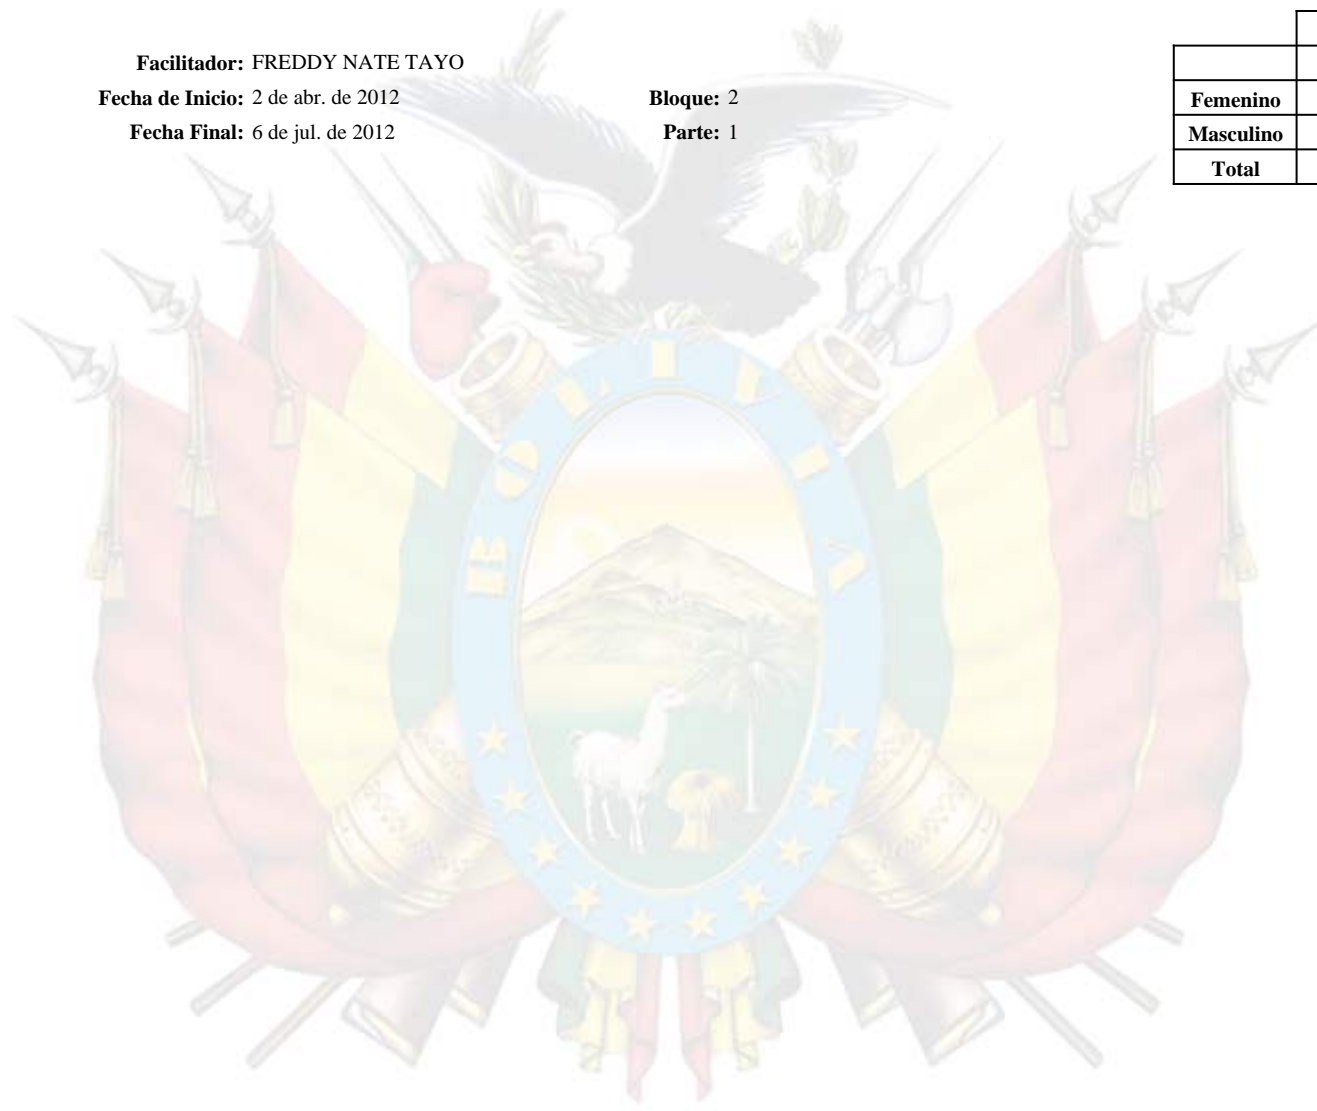 Facilitador: FREDDY NATE TAYO
Fecha de Inicio: 2 de abr. de 2012 Bloque: 2
Fecha Final: 6 de jul. de 2012 Parte: 1
Femenino
Masculino
Total
BOLIVIA